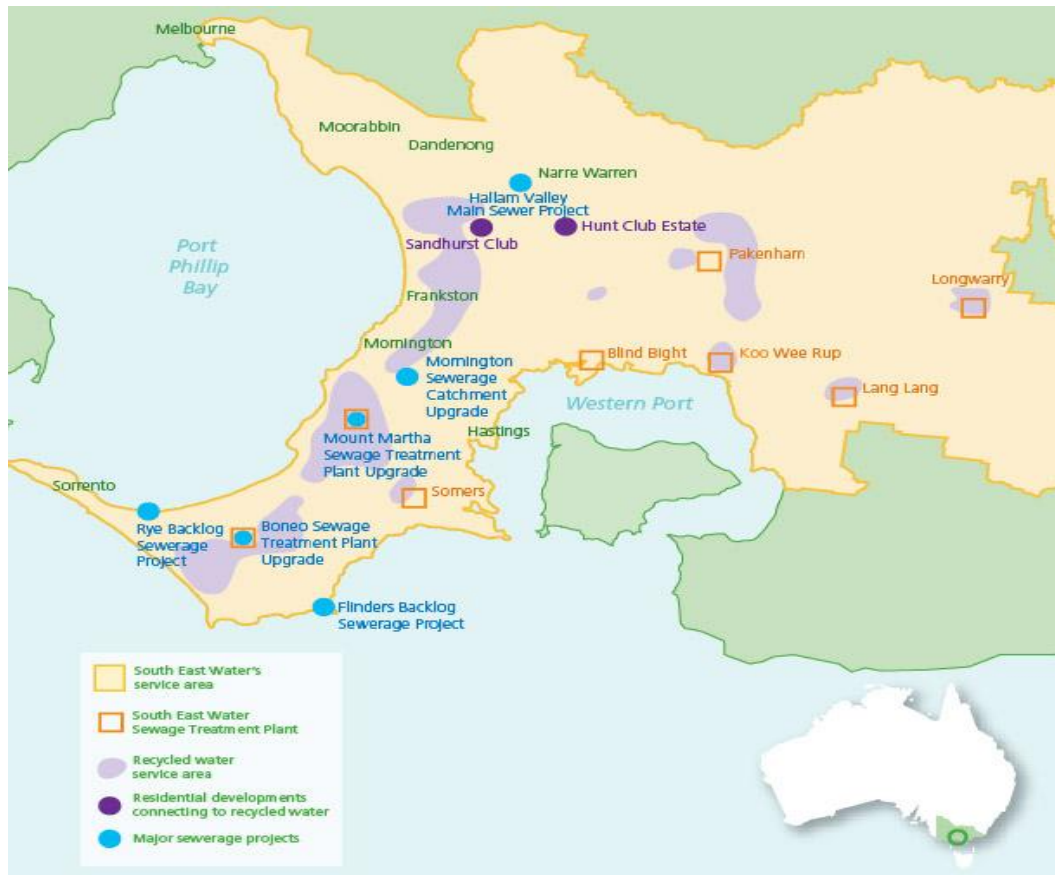 Melbourne
Moorabbin
Dandenong
Narre Warren
Hallam Valley
Main Sewer Project
Sandhurst Club
Hunt Club Estate
Port
Phillip
Bay
Pakenham
Longwarry
Frankston
Mornington
Mornington
Sewerage
Catchment
Upgrade
Blind Bight
Koo Wee Rup
Lang Lang
Western Port
Hastings
Mount Martha
Sewage Treatment
Plant Upgrade
Sorrento
Somers
Rye Backlog
Sewerage
Project
Boneo Sewage
Treatment Plant
Upgrade
Flinders Backlog
Sewerage Project
South East Water's
service area
South East Water
Sewage Treatment Plant
Recycled water
service area
Residential developments
connecting to recycled water
Major sewerage projects